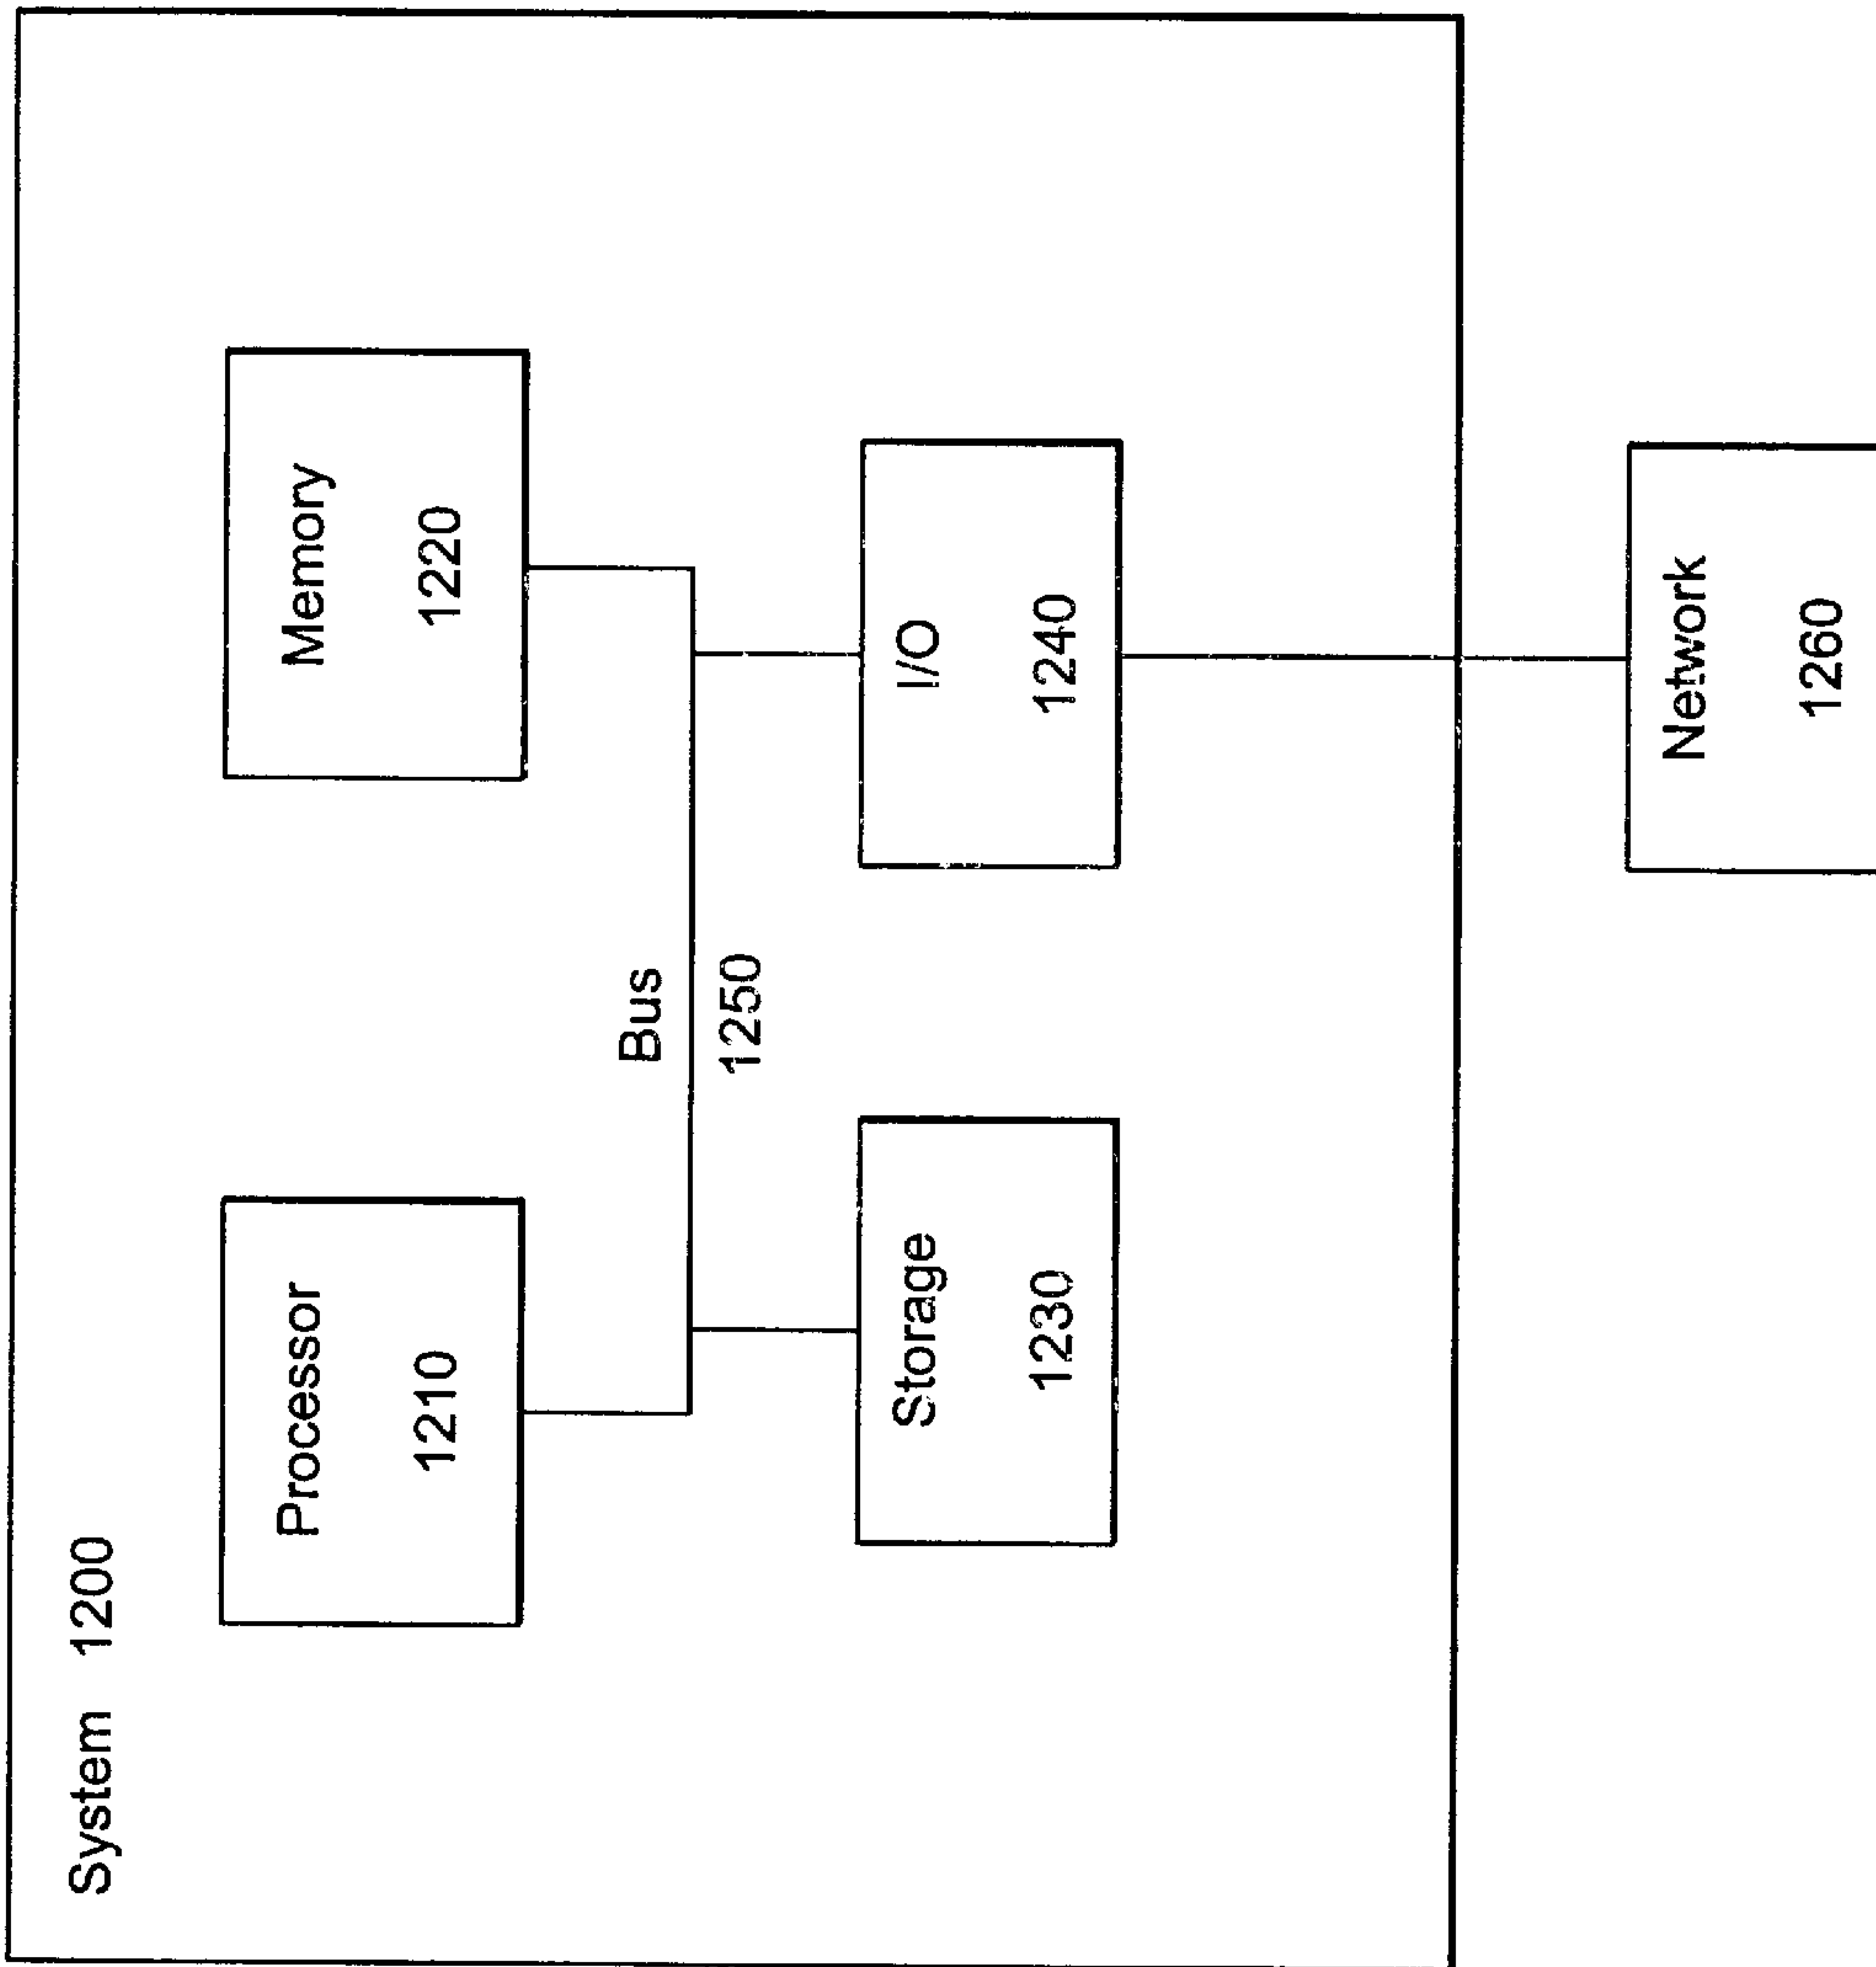 System 1200
Processor
1210
Memory
1220
Bus
1250
Storage
1230
I/O
1240
Network
1260